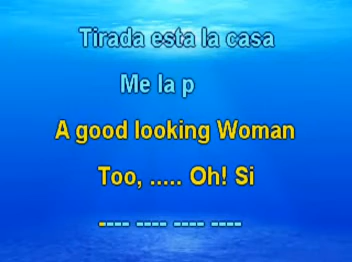 Tirada esta la casa
Me la p
A good looking Woman
Too, ..... Oh! Si
---- ---- ---- ----